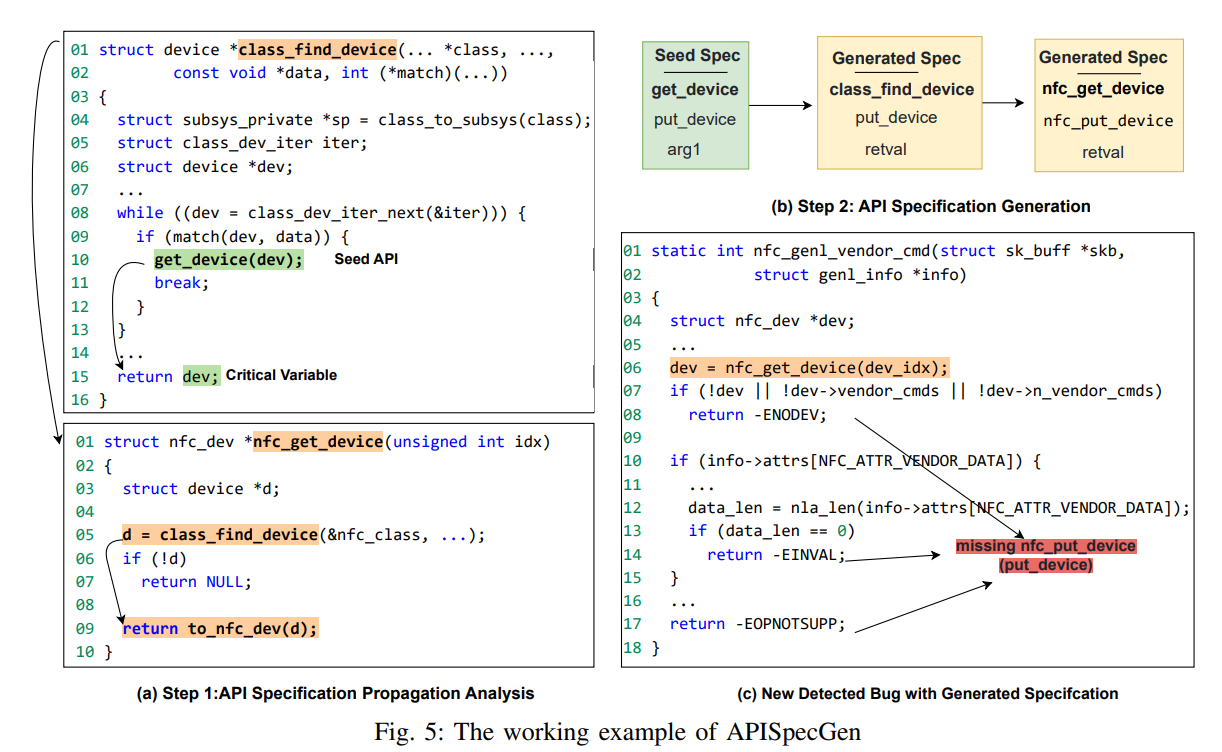 01 struct device *class_find_device(... *class, ...,
02 const void *data, int (*match)(...))
03 {
04 struct subsys_private *sp = class_to_subsys(class);
05 struct class_dev_iter iter;
06 struct device *dev;
07 ...
08 while ((dev = class_dev_iter_next(&iter))) {
09 if (match(dev, data)) {
10 get_device(dev); Seed API
11 break;
12 }
13 }
14 ...
15 return dev; Critical Variable
16 }
01 struct nfc_dev *nfc_get_device(unsigned int idx)
02 {
03 struct device *d;
04
05 d = class_find_device(&nfc_class, ...);
06 if (!d)
07 return NULL;
08
09 return to_nfc_dev(d);
10 }
(a) Step 1:API Specification Propagation Analysis
Seed Spec
get_device
put_device
arg1
Generated Spec
class_find_device
put_device
retval
Generated Spec
nfc_get_device
nfc_put_device
retval
(b) Step 2: API Specification Generation
01 static int nfc_genl_vendor_cmd(struct sk_buff *skb,
02 struct genl_info *info)
03 {
04 struct nfc_dev *dev;
05 ...
06 dev = nfc_get_device(dev_idx);
07 if (!dev || !dev->vendor_cmds || !dev->n_vendor_cmds)
08 return -ENODEV;
09
10 if (info->attrs[NFC_ATTR_VENDOR_DATA]) {
11 ...
12 data_len = nla_len(info->attrs[NFC_ATTR_VENDOR_DATA]);
13 if (data_len == 0)
14 return -EINVAL;
15 }
16 ...
17 return -EOPNOTSUPP;
18 }
missing nfc_put_device
(put_device)
(c) New Detected Bug with Generated Specifcation
Fig. 5: The working example of APISpecGen